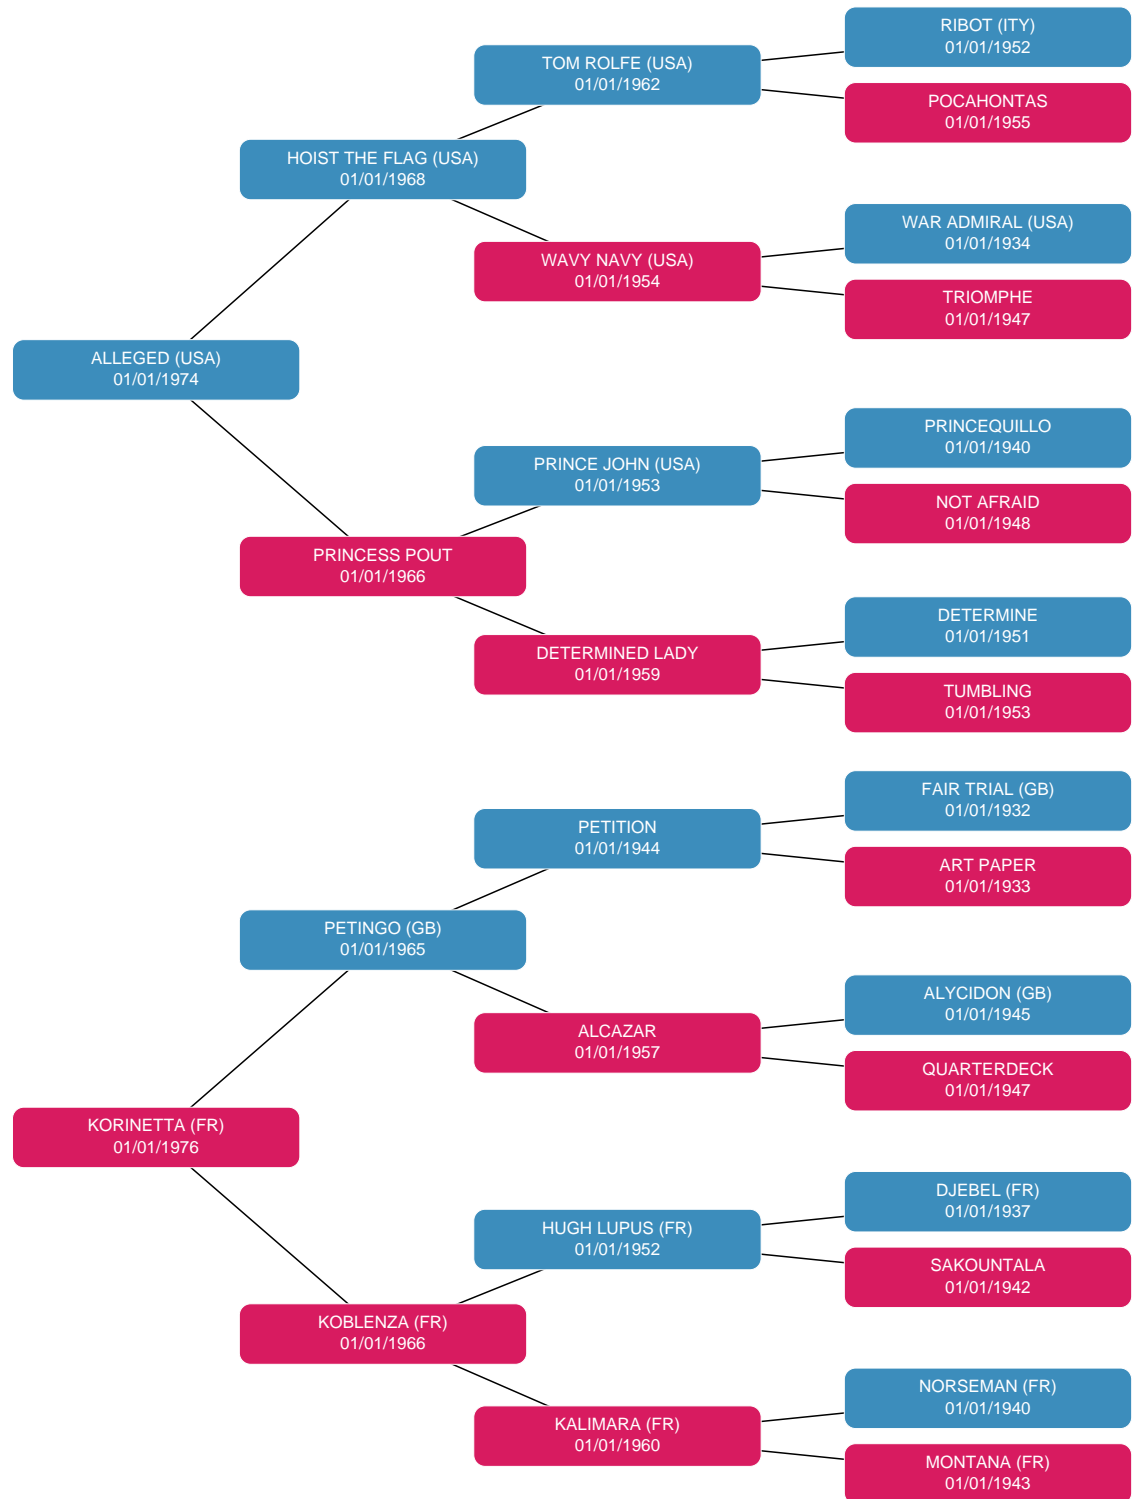 RIBOT (ITY)
01/01/1952
TOM ROLFE (USA)
01/01/1962
POCAHONTAS
01/01/1955
HOIST THE FLAG (USA)
01/01/1968
WAR ADMIRAL (USA)
01/01/1934
WAVY NAVY (USA)
01/01/1954
TRIOMPHE
01/01/1947
ALLEGED (USA)
01/01/1974
PRINCEQUILLO
01/01/1940
PRINCE JOHN (USA)
01/01/1953
NOT AFRAID
01/01/1948
PRINCESS POUT
01/01/1966
DETERMINE
01/01/1951
DETERMINED LADY
01/01/1959
TUMBLING
01/01/1953
FAIR TRIAL (GB)
01/01/1932
PETITION
01/01/1944
ART PAPER
01/01/1933
PETINGO (GB)
01/01/1965
ALYCIDON (GB)
01/01/1945
ALCAZAR
01/01/1957
QUARTERDECK
01/01/1947
KORINETTA (FR)
01/01/1976
DJEBEL (FR)
01/01/1937
HUGH LUPUS (FR)
01/01/1952
SAKOUNTALA
01/01/1942
KOBLENZA (FR)
01/01/1966
NORSEMAN (FR)
01/01/1940
KALIMARA (FR)
01/01/1960
MONTANA (FR)
01/01/1943